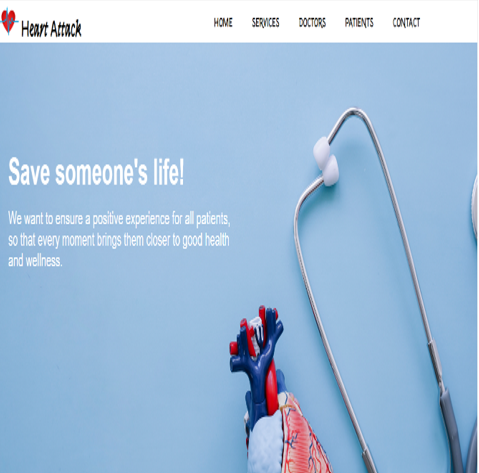 Heart Attack
HOME SERVICES DOCTORS PATIENTS CONTACT
Save someone's life!
We want to ensure a positive experience for all patients,
so that every moment brings them closer to good health
and wellness.